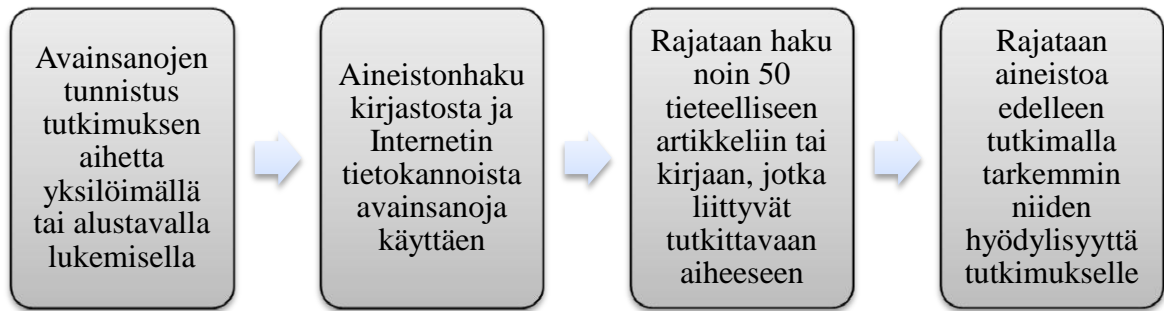 Avainsanojen
tunnistus
tutkimuksen
aihetta
yksilöimällä
tai alustavalla
lukemisella
Aineistonhaku
kirjastosta ja
Internetin
tietokannoista
avainsanoja
käyttäen
Rajataan haku
noin 50
tieteelliseen
artikkeliin tai
kirjaan, jotka
liittyvät
tutkittavaan
aiheeseen
Rajataan
aineistoa
edelleen
tutkimalla
tarkemmin
niiden
hyödylisyyttä
tutkimukselle